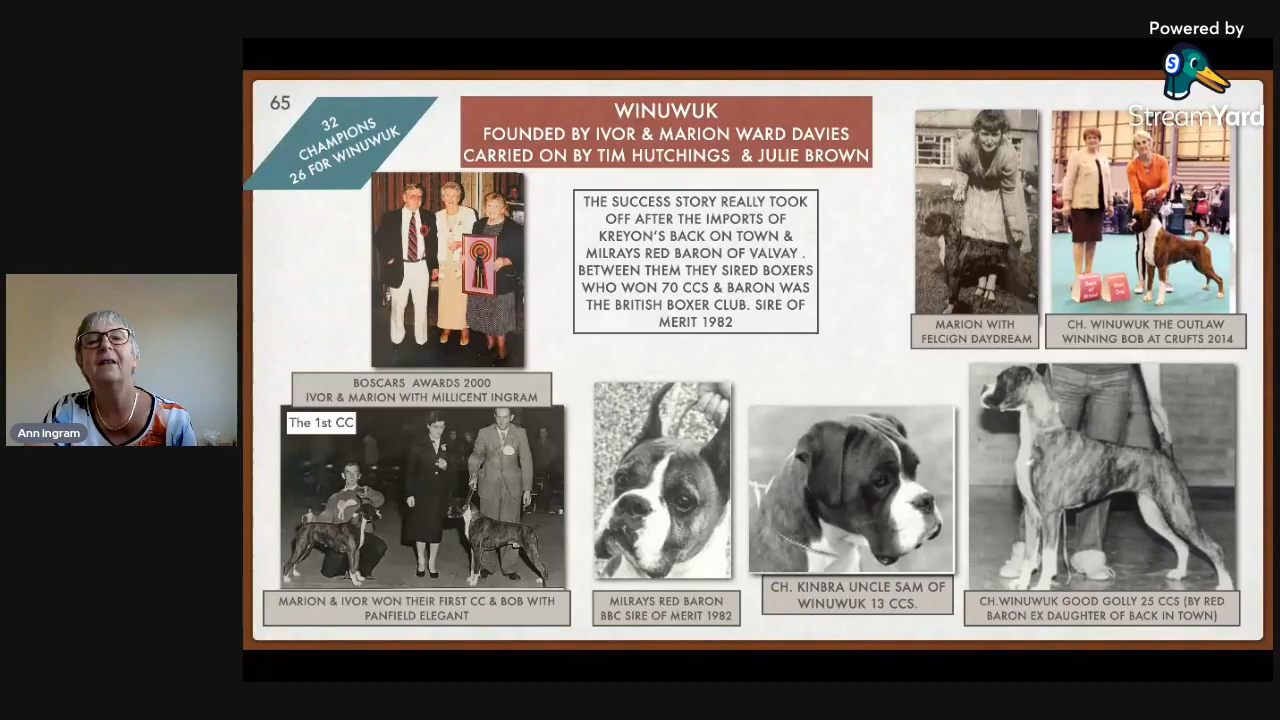 Powered by
StreamYard
65
32
CHAMPIONS
26 FOR WINUWUK
WINUWUK
FOUNDED BY IVOR & MARION WARD DAVIES
CARRIED ON BY TIM HUTCHINGS & JULIE BROWN
THE SUCCESS STORY REALLY TOOK
OFF AFTER THE IMPORTS OF
KREYON'S BACK ON TOWN &
MILRAYS RED BARON OF VALVAY .
BETWEEN THEM THEY SIRED BOXERS
WHO WON 70 CCS & BARON WAS
THE BRITISH BOXER CLUB. SIRE OF
MERIT 1982
MARION WITH
FELCIGN DAYDREAM
CH. WINUWUK THE OUTLAW
WINNING BOB AT CRUFTS 2014
BOSCARS AWARDS 2000
IVOR & MARION WITH MILLICENT INGRAM
The 1st CC
Ann Ingram
MARION & IVOR WON THEIR FIRST CC & BOB WITH
PANFIELD ELEGANT
MILRAYS RED BARON
BBC SIRE OF MERIT 1982
CH. KINBRA UNCLE SAM OF
WINUWUK 13 CCS.
CH.WINUWUK GOOD GOLLY 25 CCS (BY RED
BARON EX DAUGHTER OF BACK IN TOWN)